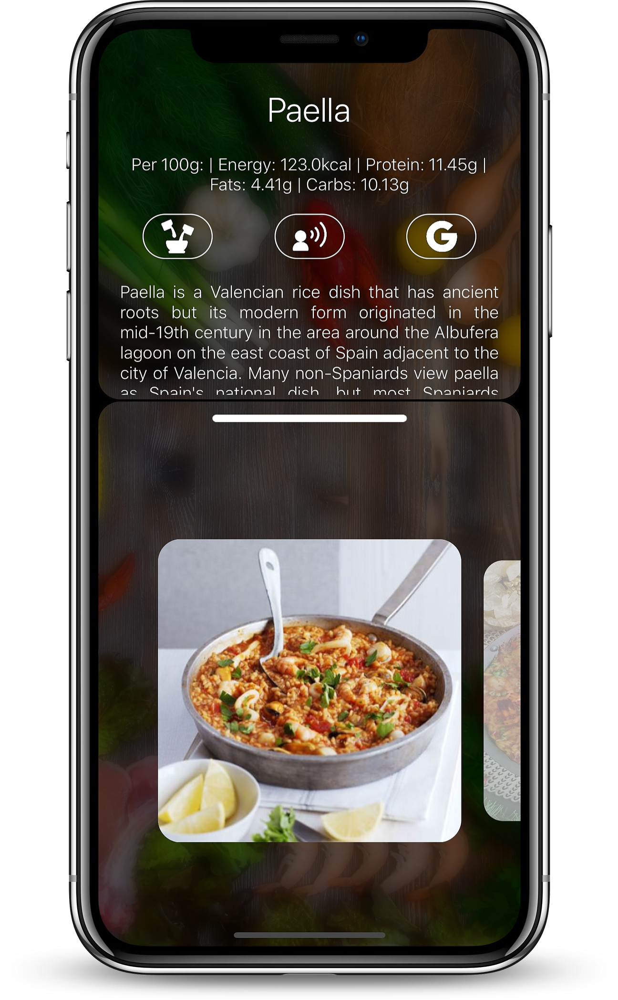 Paella
Per 100g: | Energy: 123.0kcal | Protein: 11.45g |
Fats: 4.41g | Carbs: 10.13g
G
Paella is a Valencian rice dish that has ancient
roots but its modern form originated in the
mid-19th century in the area around the Albufera
lagoon on the east coast of Spain adjacent to the
city of Valencia. Many non-Spaniards view paella
as Spain's national dish, but most Spaniards